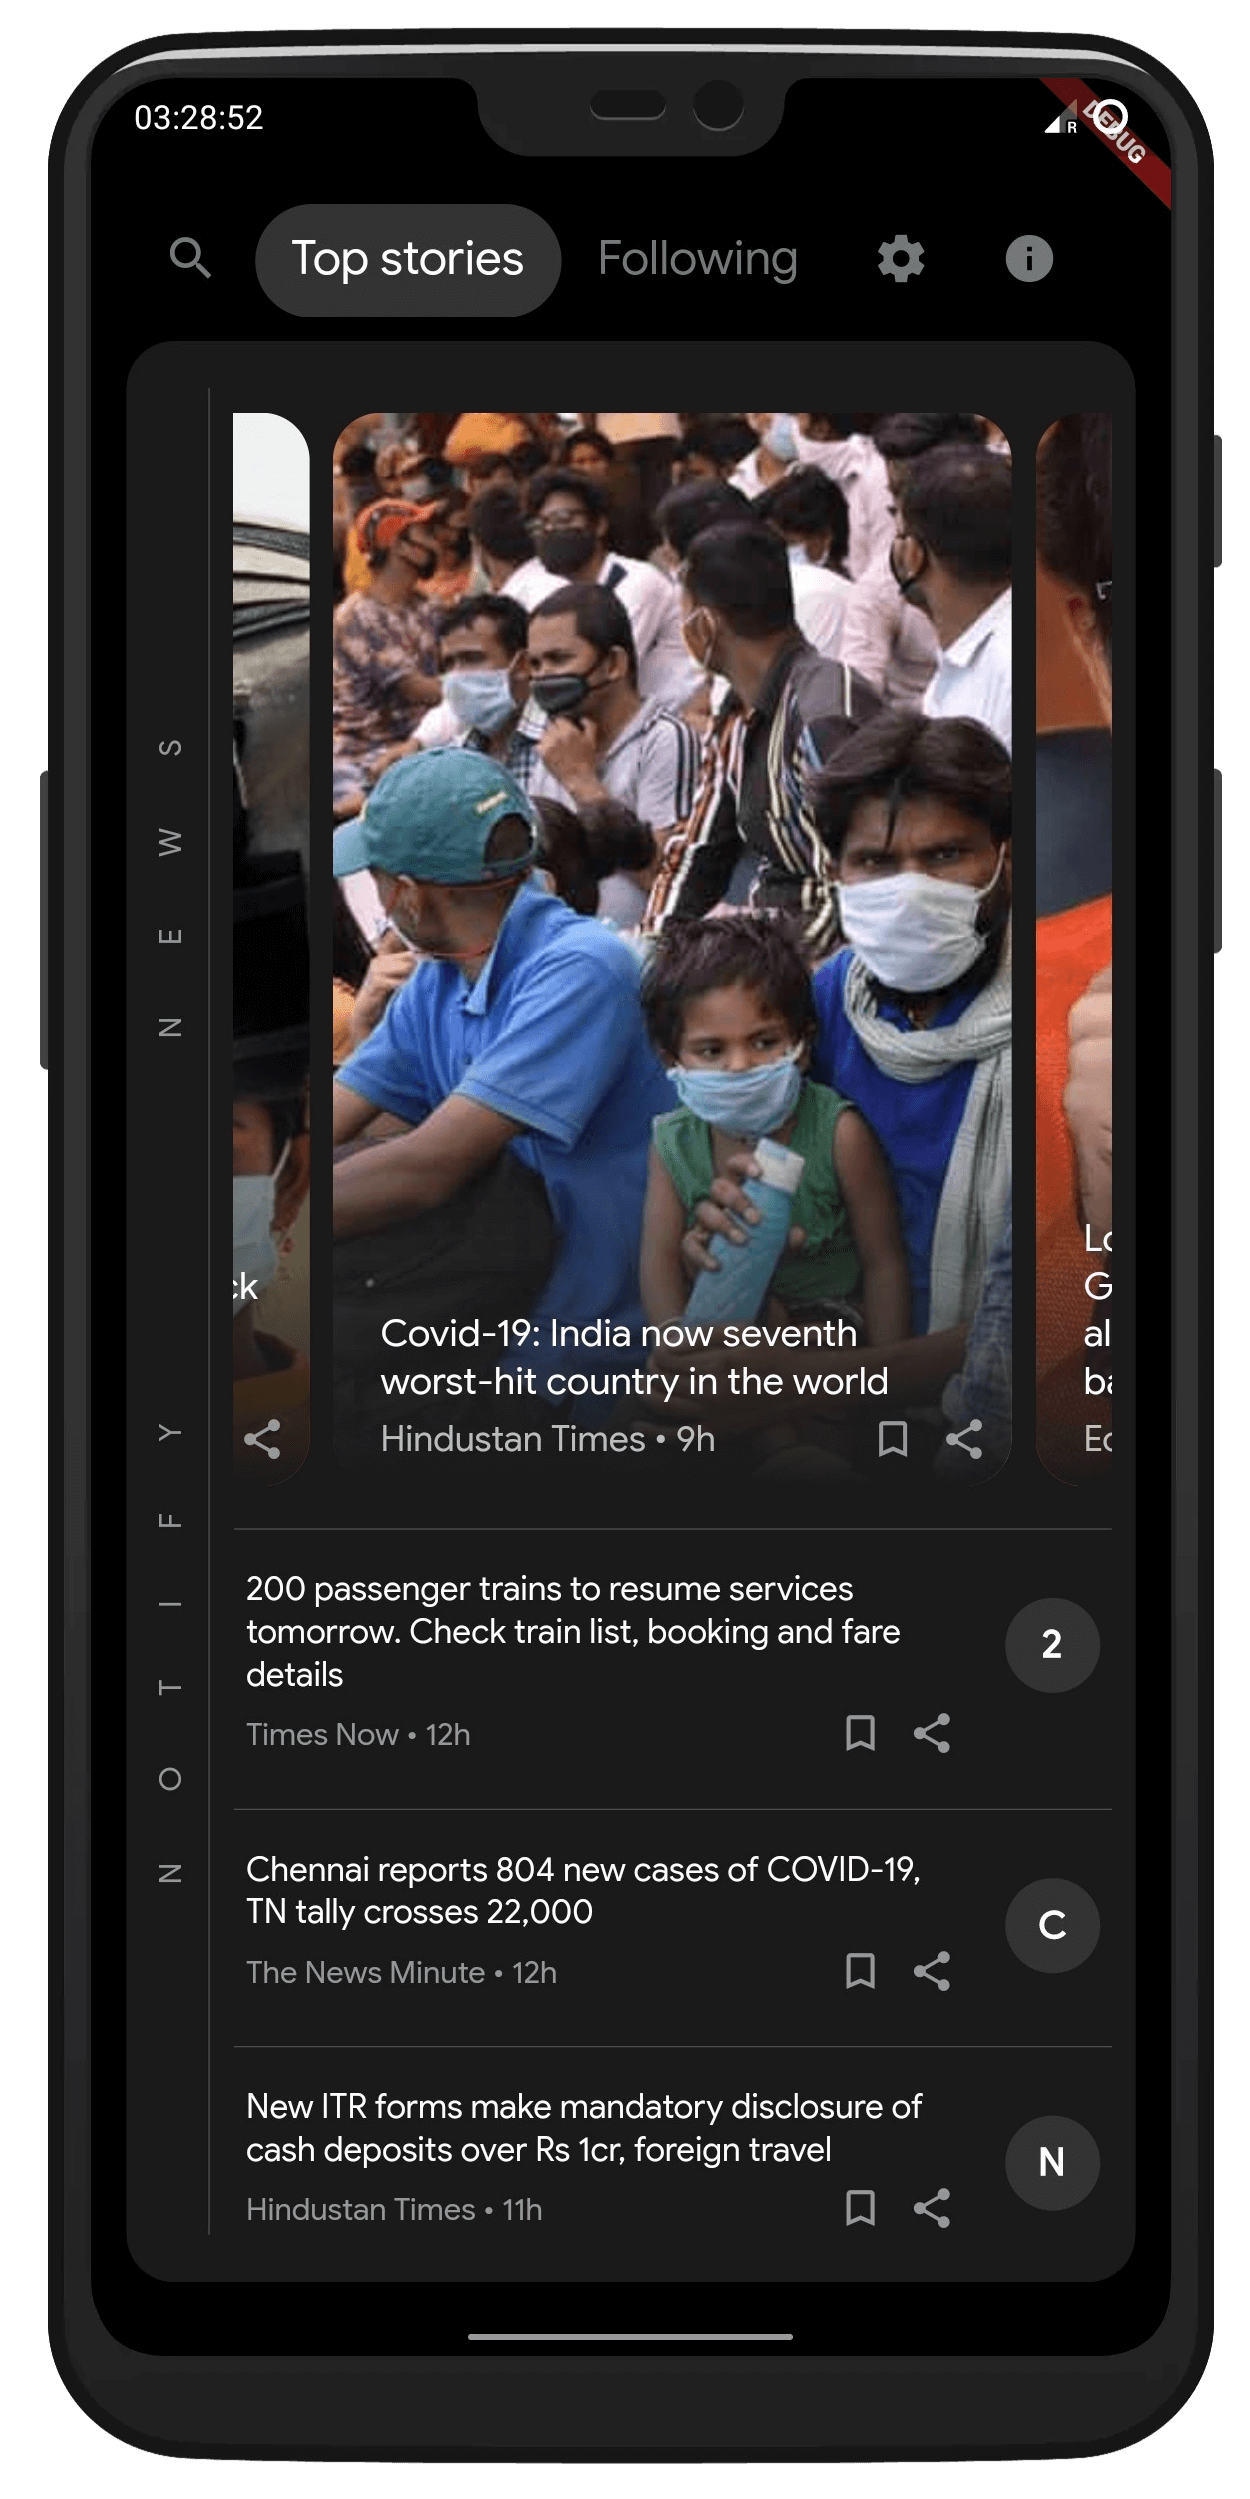 03:28:52
R
DEBUG
Top stories
Following
NOTIFY NEWS
ck
Covid-19: India now seventh
worst-hit country in the world
Hindustan Times • 9h
200 passenger trains to resume services
tomorrow. Check train list, booking and fare
details
Times Now • 12h
2
Chennai reports 804 new cases of COVID-19,
TN tally crosses 22,000
The News Minute • 12h
C
New ITR forms make mandatory disclosure of
cash deposits over Rs 1cr, foreign travel
Hindustan Times • 11h
N